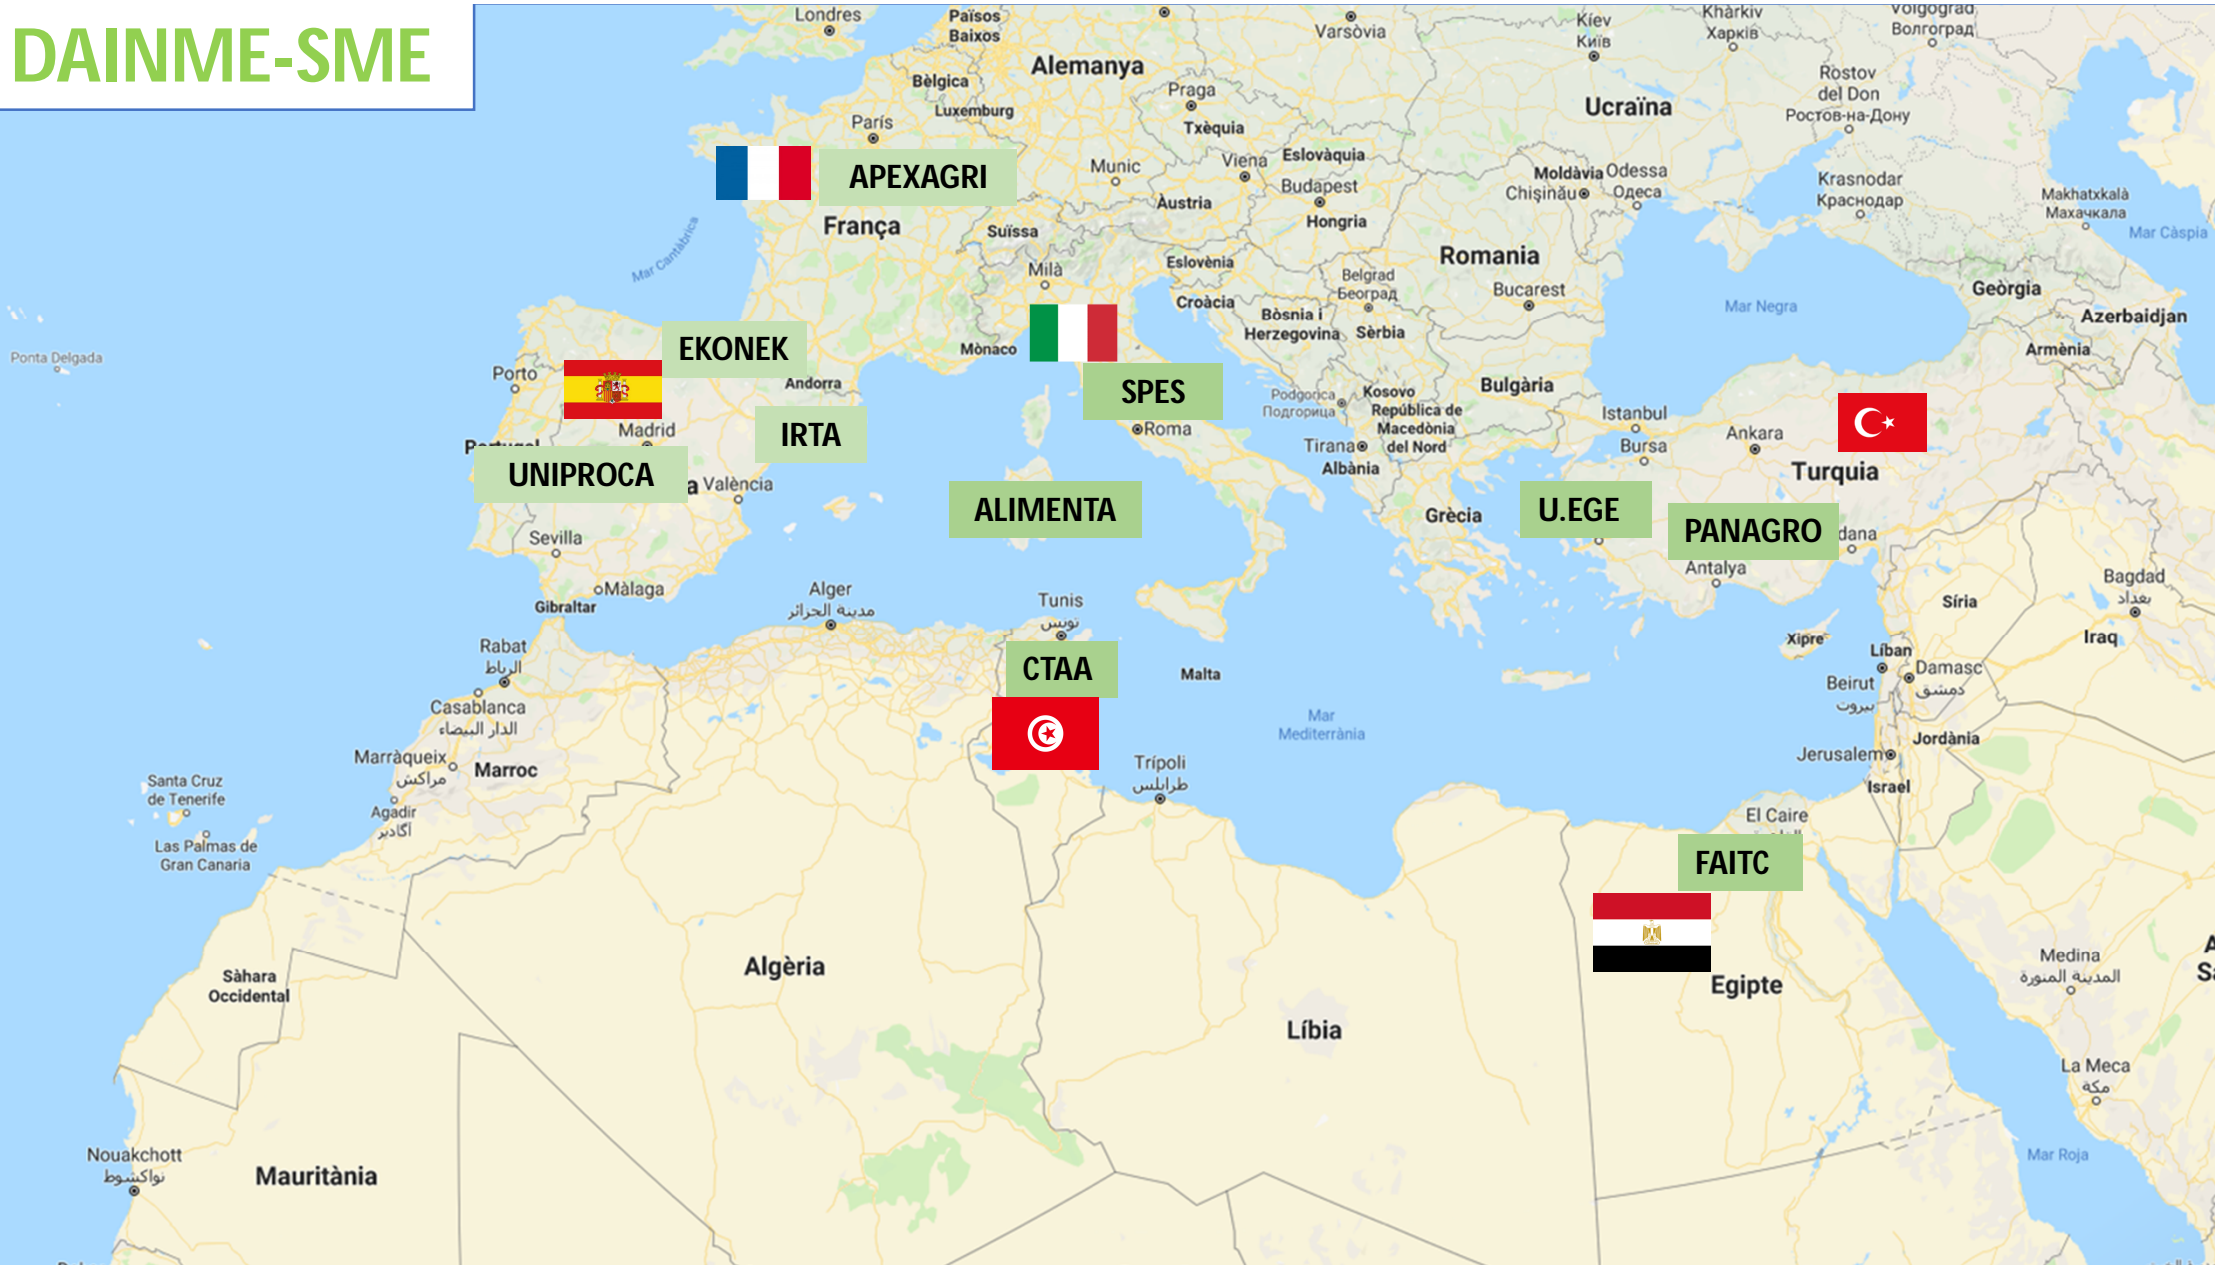 DAINME-SME
Londres
Països
Baixos
Varsòvia
Kíev
Київ
Khàrkiv
Харків
Volgograd
Волгоград
Alemanya
Bèlgica
Luxemburg
Praga
Txèquia
Ucraïna
Rostov
del Don
Ростов-на-Дону
París
APEXAGRI
Munic
Viena
Eslovàquia
Budapest
Hongria
Àustria
Moldàvia
Chișinău
Odessa
Одеса
Krasnodar
Краснодар
Makhatxkalà
Махачкала
Mar Càspia
França
Suïssa
Mar Cantàbrica
Milà
Eslovènia
Croàcia
Belgrad
Београд
Romania
Bucarest
Bòsnia i
Herzegovina
Sèrbia
Mar Negra
Geòrgia
Azerbaidjan
Armènia
Ponta Delgada
Porto
EKONEK
Andorra
Mònaco
SPES
Podgorica
Подгорица
Kosovo
República de
Macedònia
del Nord
Bulgària
Istanbul
Bursa
Ankara
Turquia
Madrid
IRTA
Roma
Tirana
Albània
Portugal
UNIPROCA
a
València
ALIMENTA
Grècia
U.EGE
PANAGRO
dana
Antalya
Sevilla
Màlaga
Gibraltar
Alger
مدينة الجزائر
Tunis
تونس
Síria
Bagdad
بغداد
Iraq
Xipre
Líban
Damasc
دمشق
Beirut
بيروت
Rabat
الرباط
CTAA
Malta
Casablanca
الدار البيضاء
Mar
Mediterrània
Jordània
Jerusalem
Israel
Marràqueix
مراكش
Marroc
Trípoli
طرابلس
Santa Cruz
de Tenerife
Agadir
أكادير
Las Palmas de
Gran Canaria
El Caire
FAITC
Algèria
Sàhara
Occidental
Egipte
Medina
المدينة المنورة
Líbia
La Meca
مكة
Nouakchott
نواكشوط
Mauritània
Mar Roja